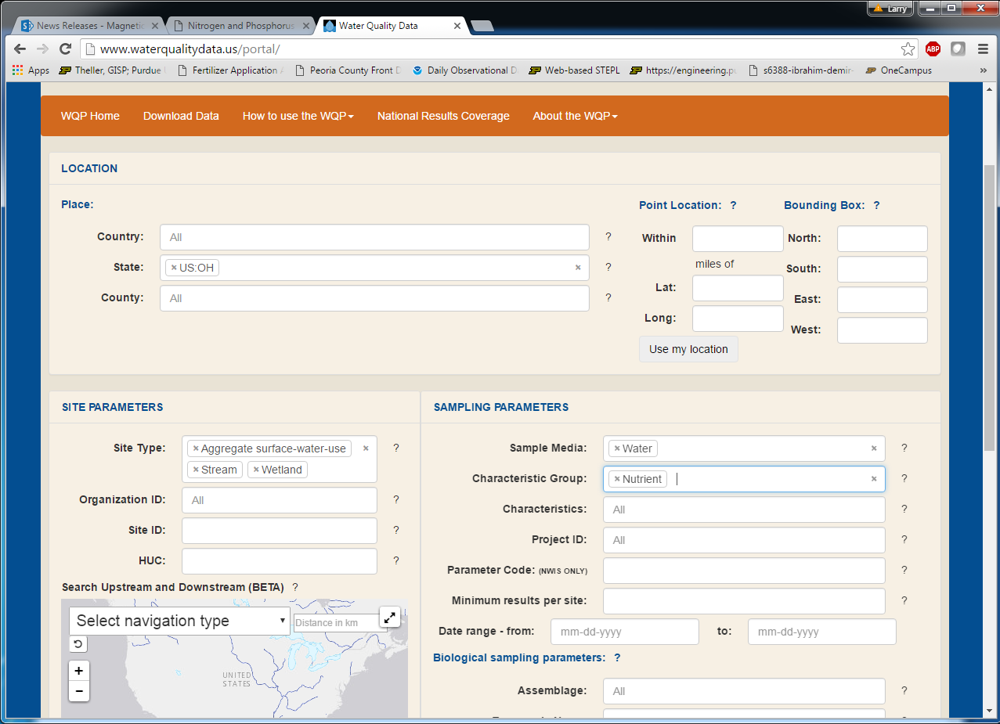 Larry
News Releases - Magnetic
Nitrogen and Phosphorus
Water Quality Data
www.waterqualitydata.us/portal/
ABP
Apps
Theller, GISP; Purdue
Fertilizer Application
Peoria County Front
Daily Observational
Web-based STEPL
https://engineering.pu
s6388-ibrahim-demir-
OneCampus
»
WQP Home Download Data How to use the WQP National Results Coverage About the WQP
LOCATION
Place:
Point Location: ?
Bounding Box: ?
Country: All ?
State: × US:OH × ?
County: All ?
Within
miles of
Lat:
Long:
Use my location
North:
South:
East:
West:
SITE PARAMETERS
Site Type: × Aggregate surface-water-use × ?
× Stream × Wetland
Organization ID: All ?
Site ID: ?
HUC: ?
Search Upstream and Downstream (BETA) ?
Select navigation type
Distance in km
+
−
UNITED
STATES
SAMPLING PARAMETERS
Sample Media: × Water × ?
Characteristic Group: × Nutrient × ?
Characteristics: All ?
Project ID: All ?
Parameter Code: (NWIS ONLY) ?
Minimum results per site: ?
Date range - from: mm-dd-yyyy to: mm-dd-yyyy
Biological sampling parameters: ?
Assemblage: All ?